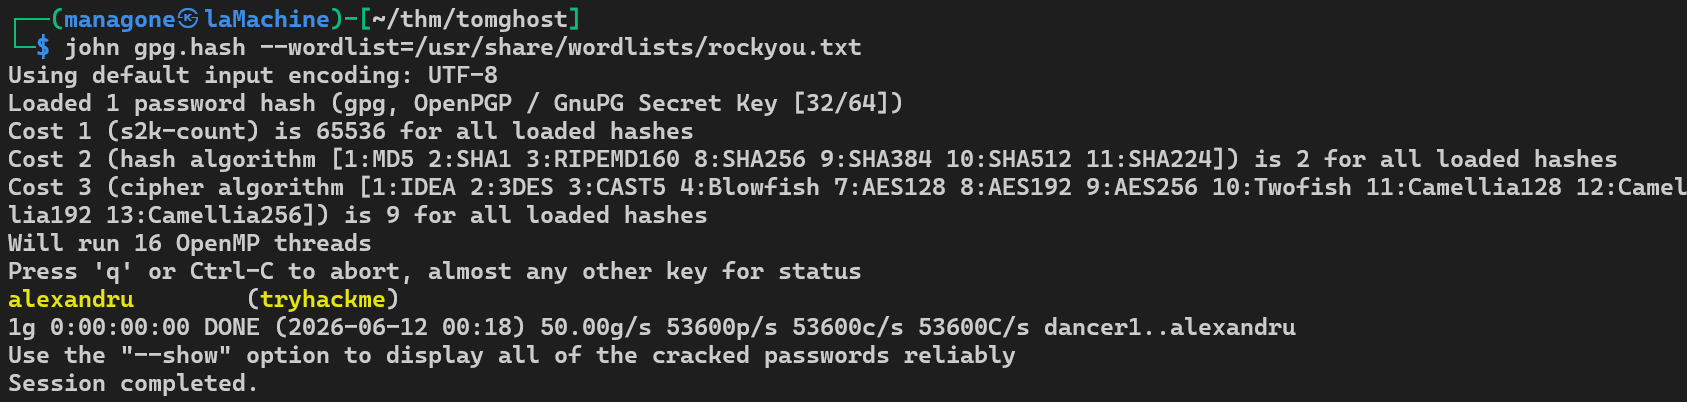 ┌──(managone㉿laMachine)-[~/thm/tomghost]
└─$ john gpg.hash --wordlist=/usr/share/wordlists/rockyou.txt
Using default input encoding: UTF-8
Loaded 1 password hash (gpg, OpenPGP / GnuPG Secret Key [32/64])
Cost 1 (s2k-count) is 65536 for all loaded hashes
Cost 2 (hash algorithm [1:MD5 2:SHA1 3:RIPEMD160 8:SHA256 9:SHA384 10:SHA512 11:SHA224]) is 2 for all loaded hashes
Cost 3 (cipher algorithm [1:IDEA 2:3DES 3:CAST5 4:Blowfish 7:AES128 8:AES192 9:AES256 10:Twofish 11:Camellia128 12:Camel
lia192 13:Camellia256]) is 9 for all loaded hashes
Will run 16 OpenMP threads
Press 'q' or Ctrl-C to abort, almost any other key for status
alexandru        (tryhackme)
1g 0:00:00:00 DONE (2026-06-12 00:18) 50.00g/s 53600p/s 53600c/s 53600C/s dancer1..alexandru
Use the "--show" option to display all of the cracked passwords reliably
Session completed.